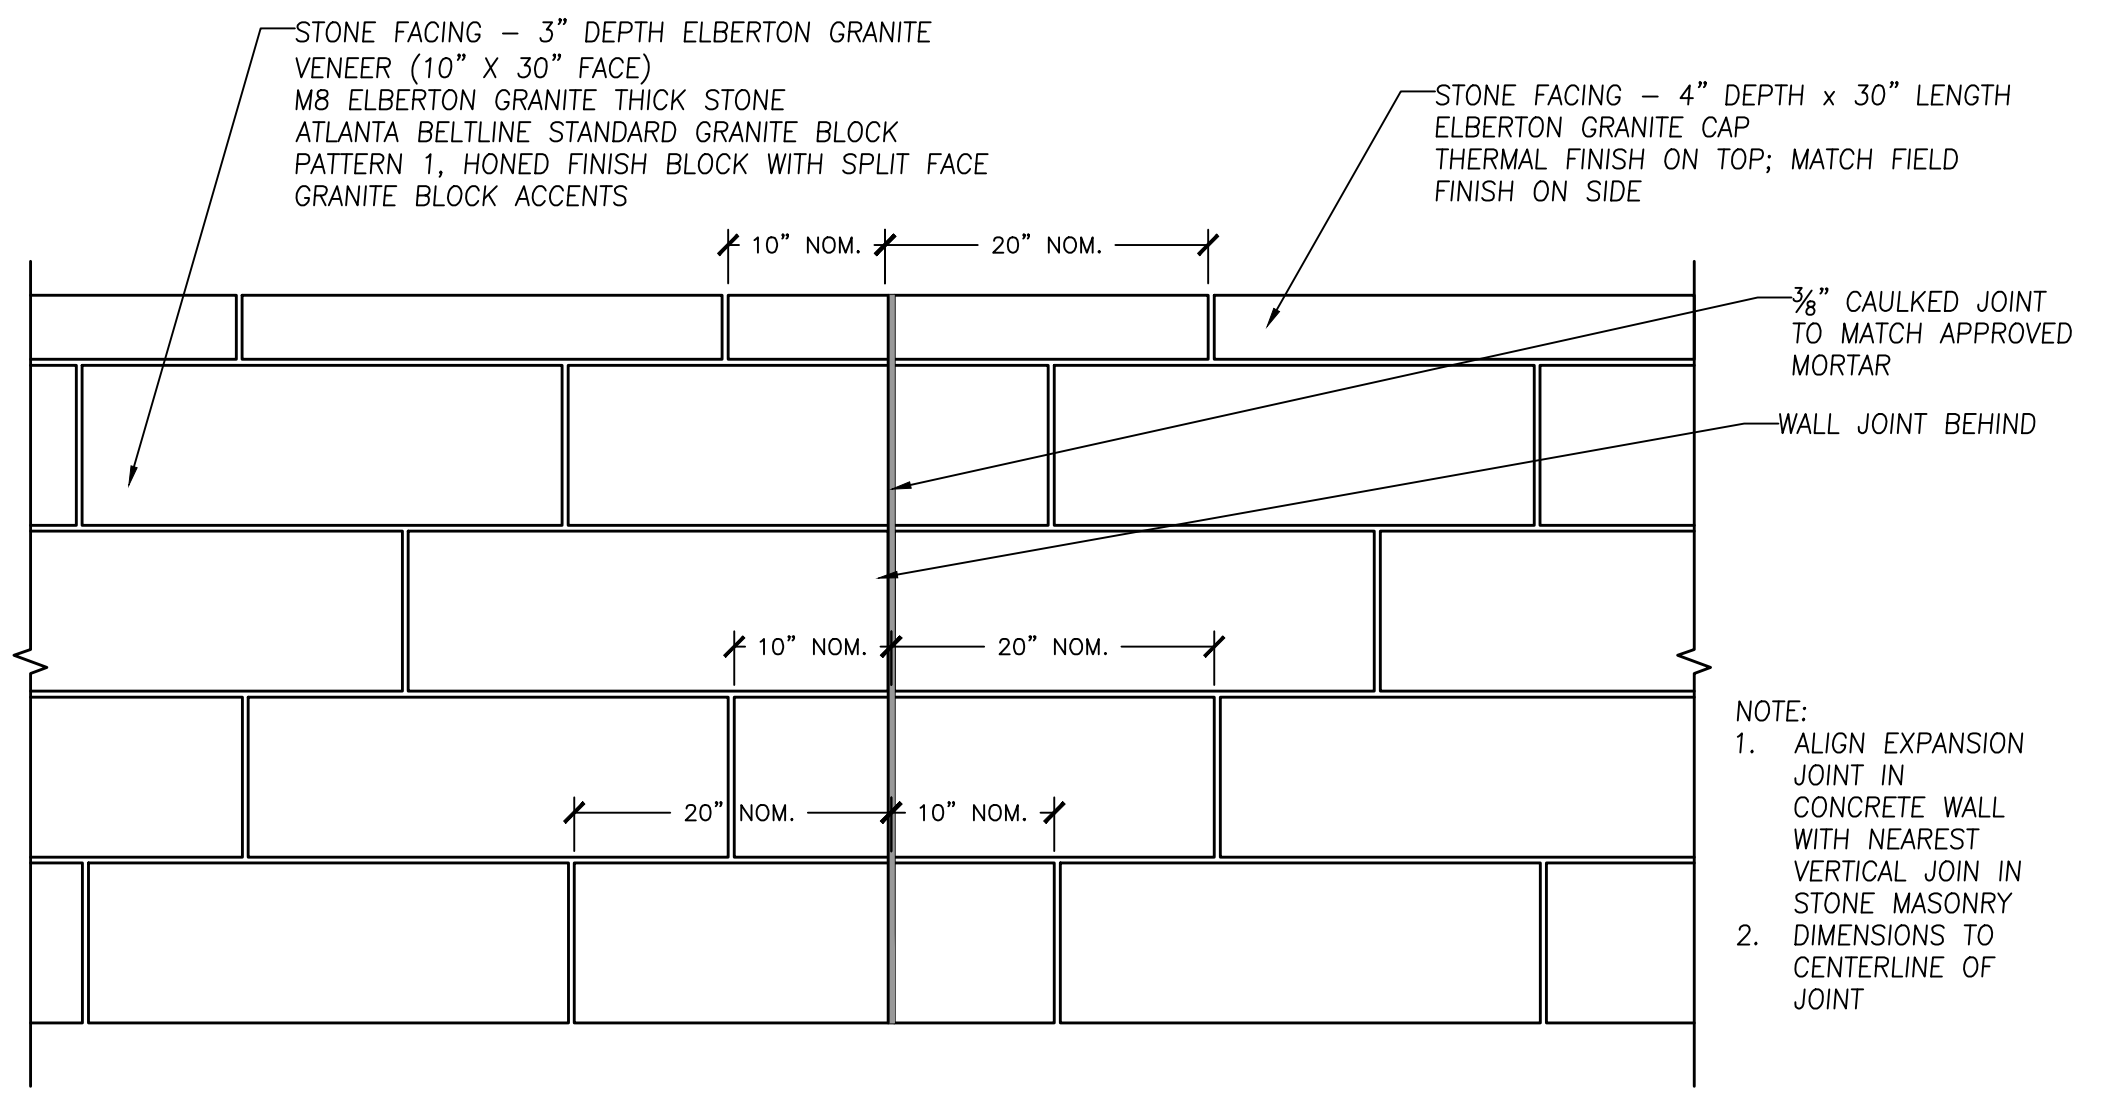 STONE FACING – 3” DEPTH ELBERTON GRANITE
VENEER (10” X 30” FACE)
M8 ELBERTON GRANITE THICK STONE
ATLANTA BELTLINE STANDARD GRANITE BLOCK
PATTERN 1, HONED FINISH BLOCK WITH SPLIT FACE
GRANITE BLOCK ACCENTS
STONE FACING – 4” DEPTH x 30” LENGTH
ELBERTON GRANITE CAP
THERMAL FINISH ON TOP; MATCH FIELD
FINISH ON SIDE
10” NOM.
20” NOM.
⅜” CAULKED JOINT
TO MATCH APPROVED
MORTAR
WALL JOINT BEHIND
10” NOM.
20” NOM.
20” NOM.
10” NOM.
NOTE:
1. ALIGN EXPANSION
JOINT IN
CONCRETE WALL
WITH NEAREST
VERTICAL JOIN IN
STONE MASONRY
2. DIMENSIONS TO
CENTERLINE OF
JOINT